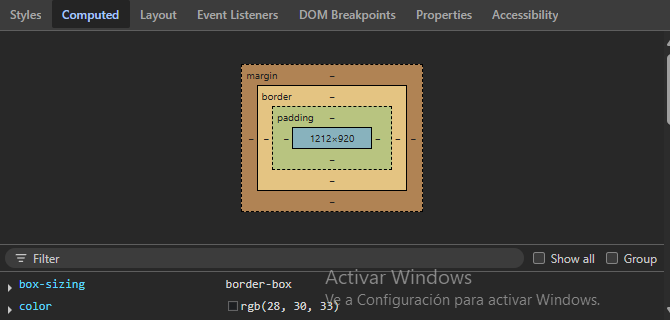 Styles Computed Layout Event Listeners DOM Breakpoints Properties Accessibility
margin –
border –
padding –
– – – 1212×920 – – –
–
–
–
Filter Show all Group
box-sizing border-box
color rgb(28, 30, 33)
Activar Windows
Ve a Configuración para activar Windows.